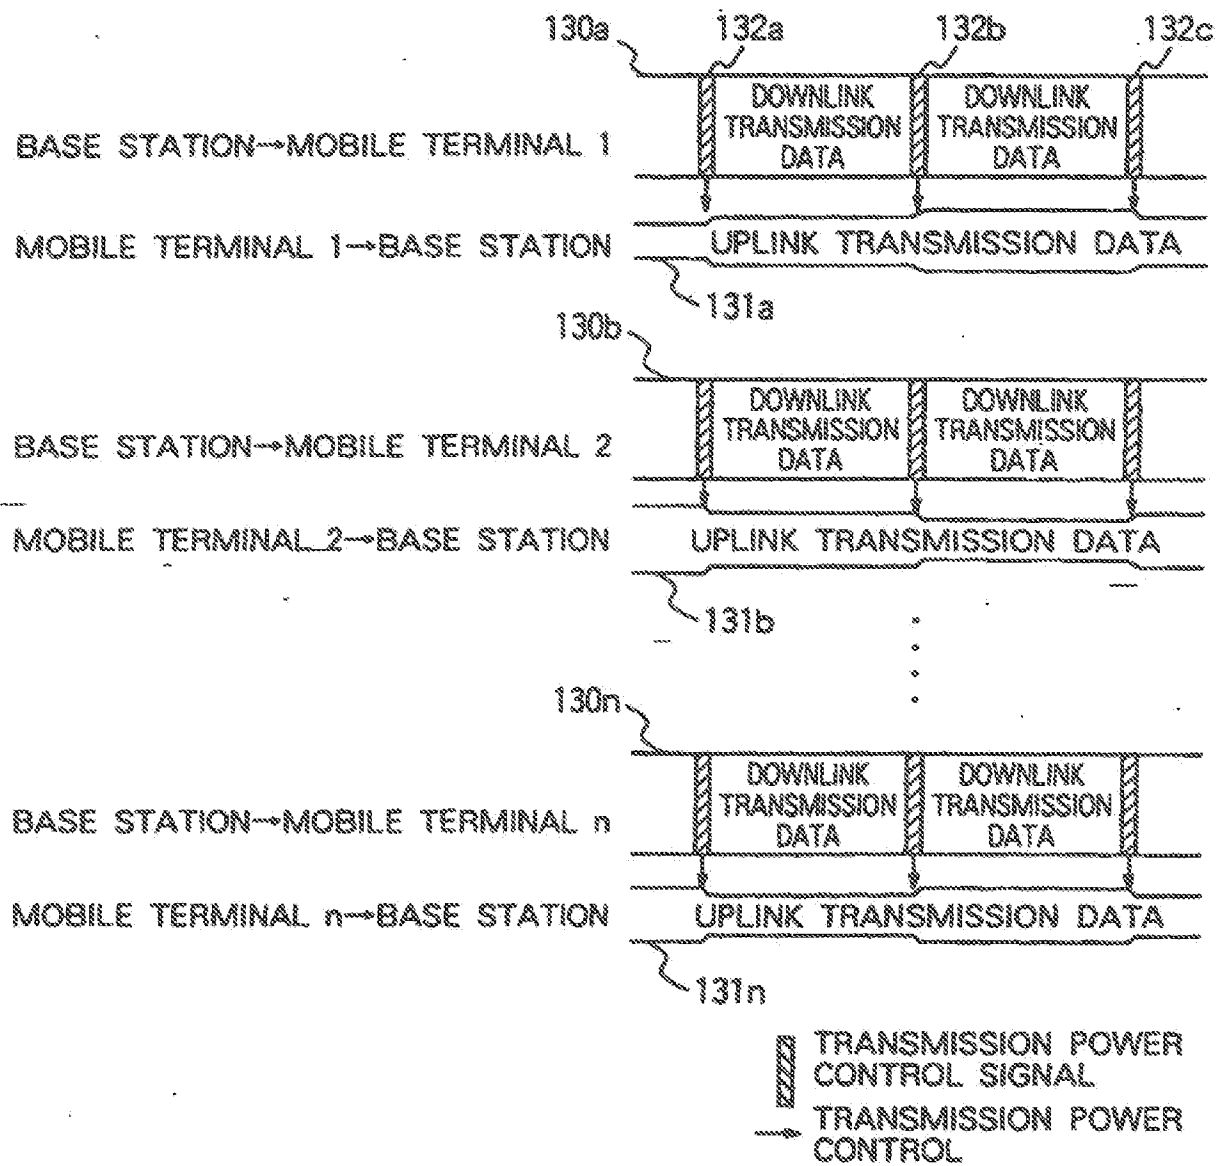 130a 132a 132b 132c
DOWNLINK DOWNLINK
TRANSMISSION TRANSMISSION
DATA DATA
BASE STATION→MOBILE TERMINAL 1
MOBILE TERMINAL 1→BASE STATION UPLINK TRANSMISSION DATA
131a
130b
DOWNLINK DOWNLINK
TRANSMISSION TRANSMISSION
DATA DATA
BASE STATION→MOBILE TERMINAL 2
MOBILE TERMINAL 2→BASE STATION UPLINK TRANSMISSION DATA
131b
130n
DOWNLINK DOWNLINK
TRANSMISSION TRANSMISSION
DATA DATA
BASE STATION→MOBILE TERMINAL n
MOBILE TERMINAL n→BASE STATION UPLINK TRANSMISSION DATA
131n
TRANSMISSION POWER
CONTROL SIGNAL
TRANSMISSION POWER
CONTROL